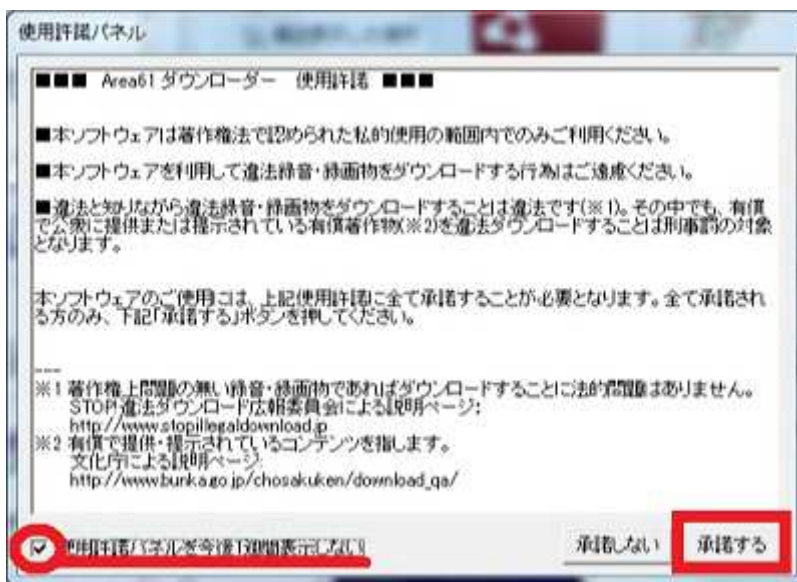 使用許諾パネル
■■■ Area61 ダウンローダー 使用許諾 ■■■
■本ソフトウェアは著作権法で認められた私的使用の範囲内でのみご利用ください。
■本ソフトウェアを利用して違法録音・録画物をダウンロードする行為はご遠慮ください。
■違法と知りながら違法録音・録画物をダウンロードすることは違法です(※1)。その中でも、有償
で公衆に提供または提示されている有償著作物(※2)を違法ダウンロードすることは刑事罰の対象
となります。
本ソフトウェアのご使用には、上記使用許諾に全て承諾することが必要となります。全て承諾され
る方のみ、下記「承諾する」ボタンを押してください。
---
※1 著作権上問題の無い録音・録画物であればダウンロードすることに法的問題はありません。
STOP!違法ダウンロード広報委員会による説明ページ:
http://www.stopillegaldownload.jp
※2 有償で提供・提示されているコンテンツを指します。
文化庁による説明ページ:
http://www.bunka.go.jp/chosakuken/download_qa/
使用許諾パネルを今後1週間表示しない
承諾しない
承諾する